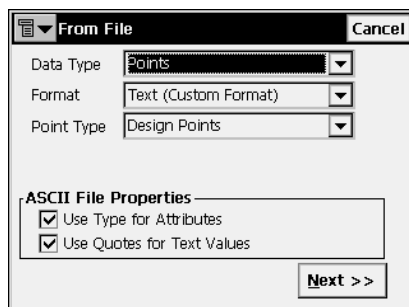 From File Cancel
Data Type Points
Format Text (Custom Format)
Point Type Design Points
ASCII File Properties
Use Type for Attributes
Use Quotes for Text Values
Next >>